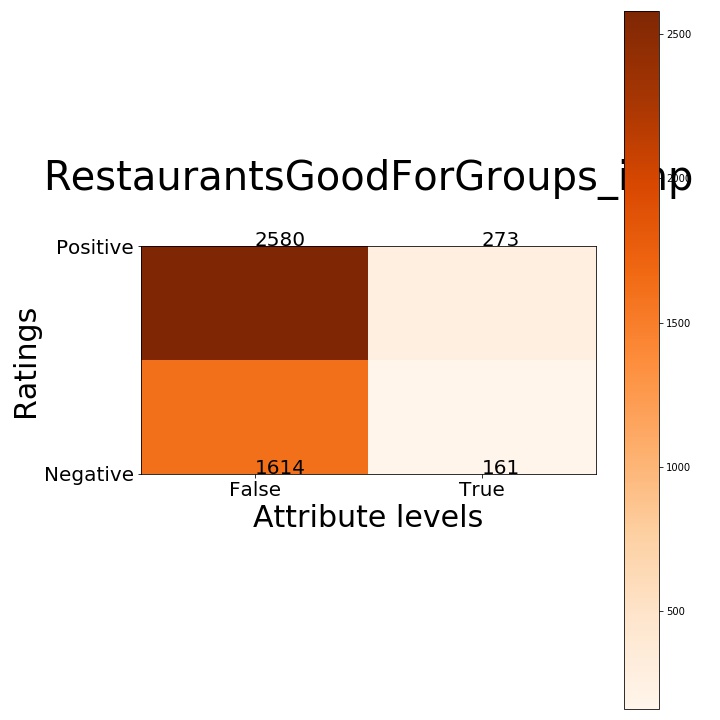 RestaurantsGoodForGroups_imp
2500
2000
1500
1000
500
Ratings
Positive
Negative
2580
273
1614
161
False
True
Attribute levels